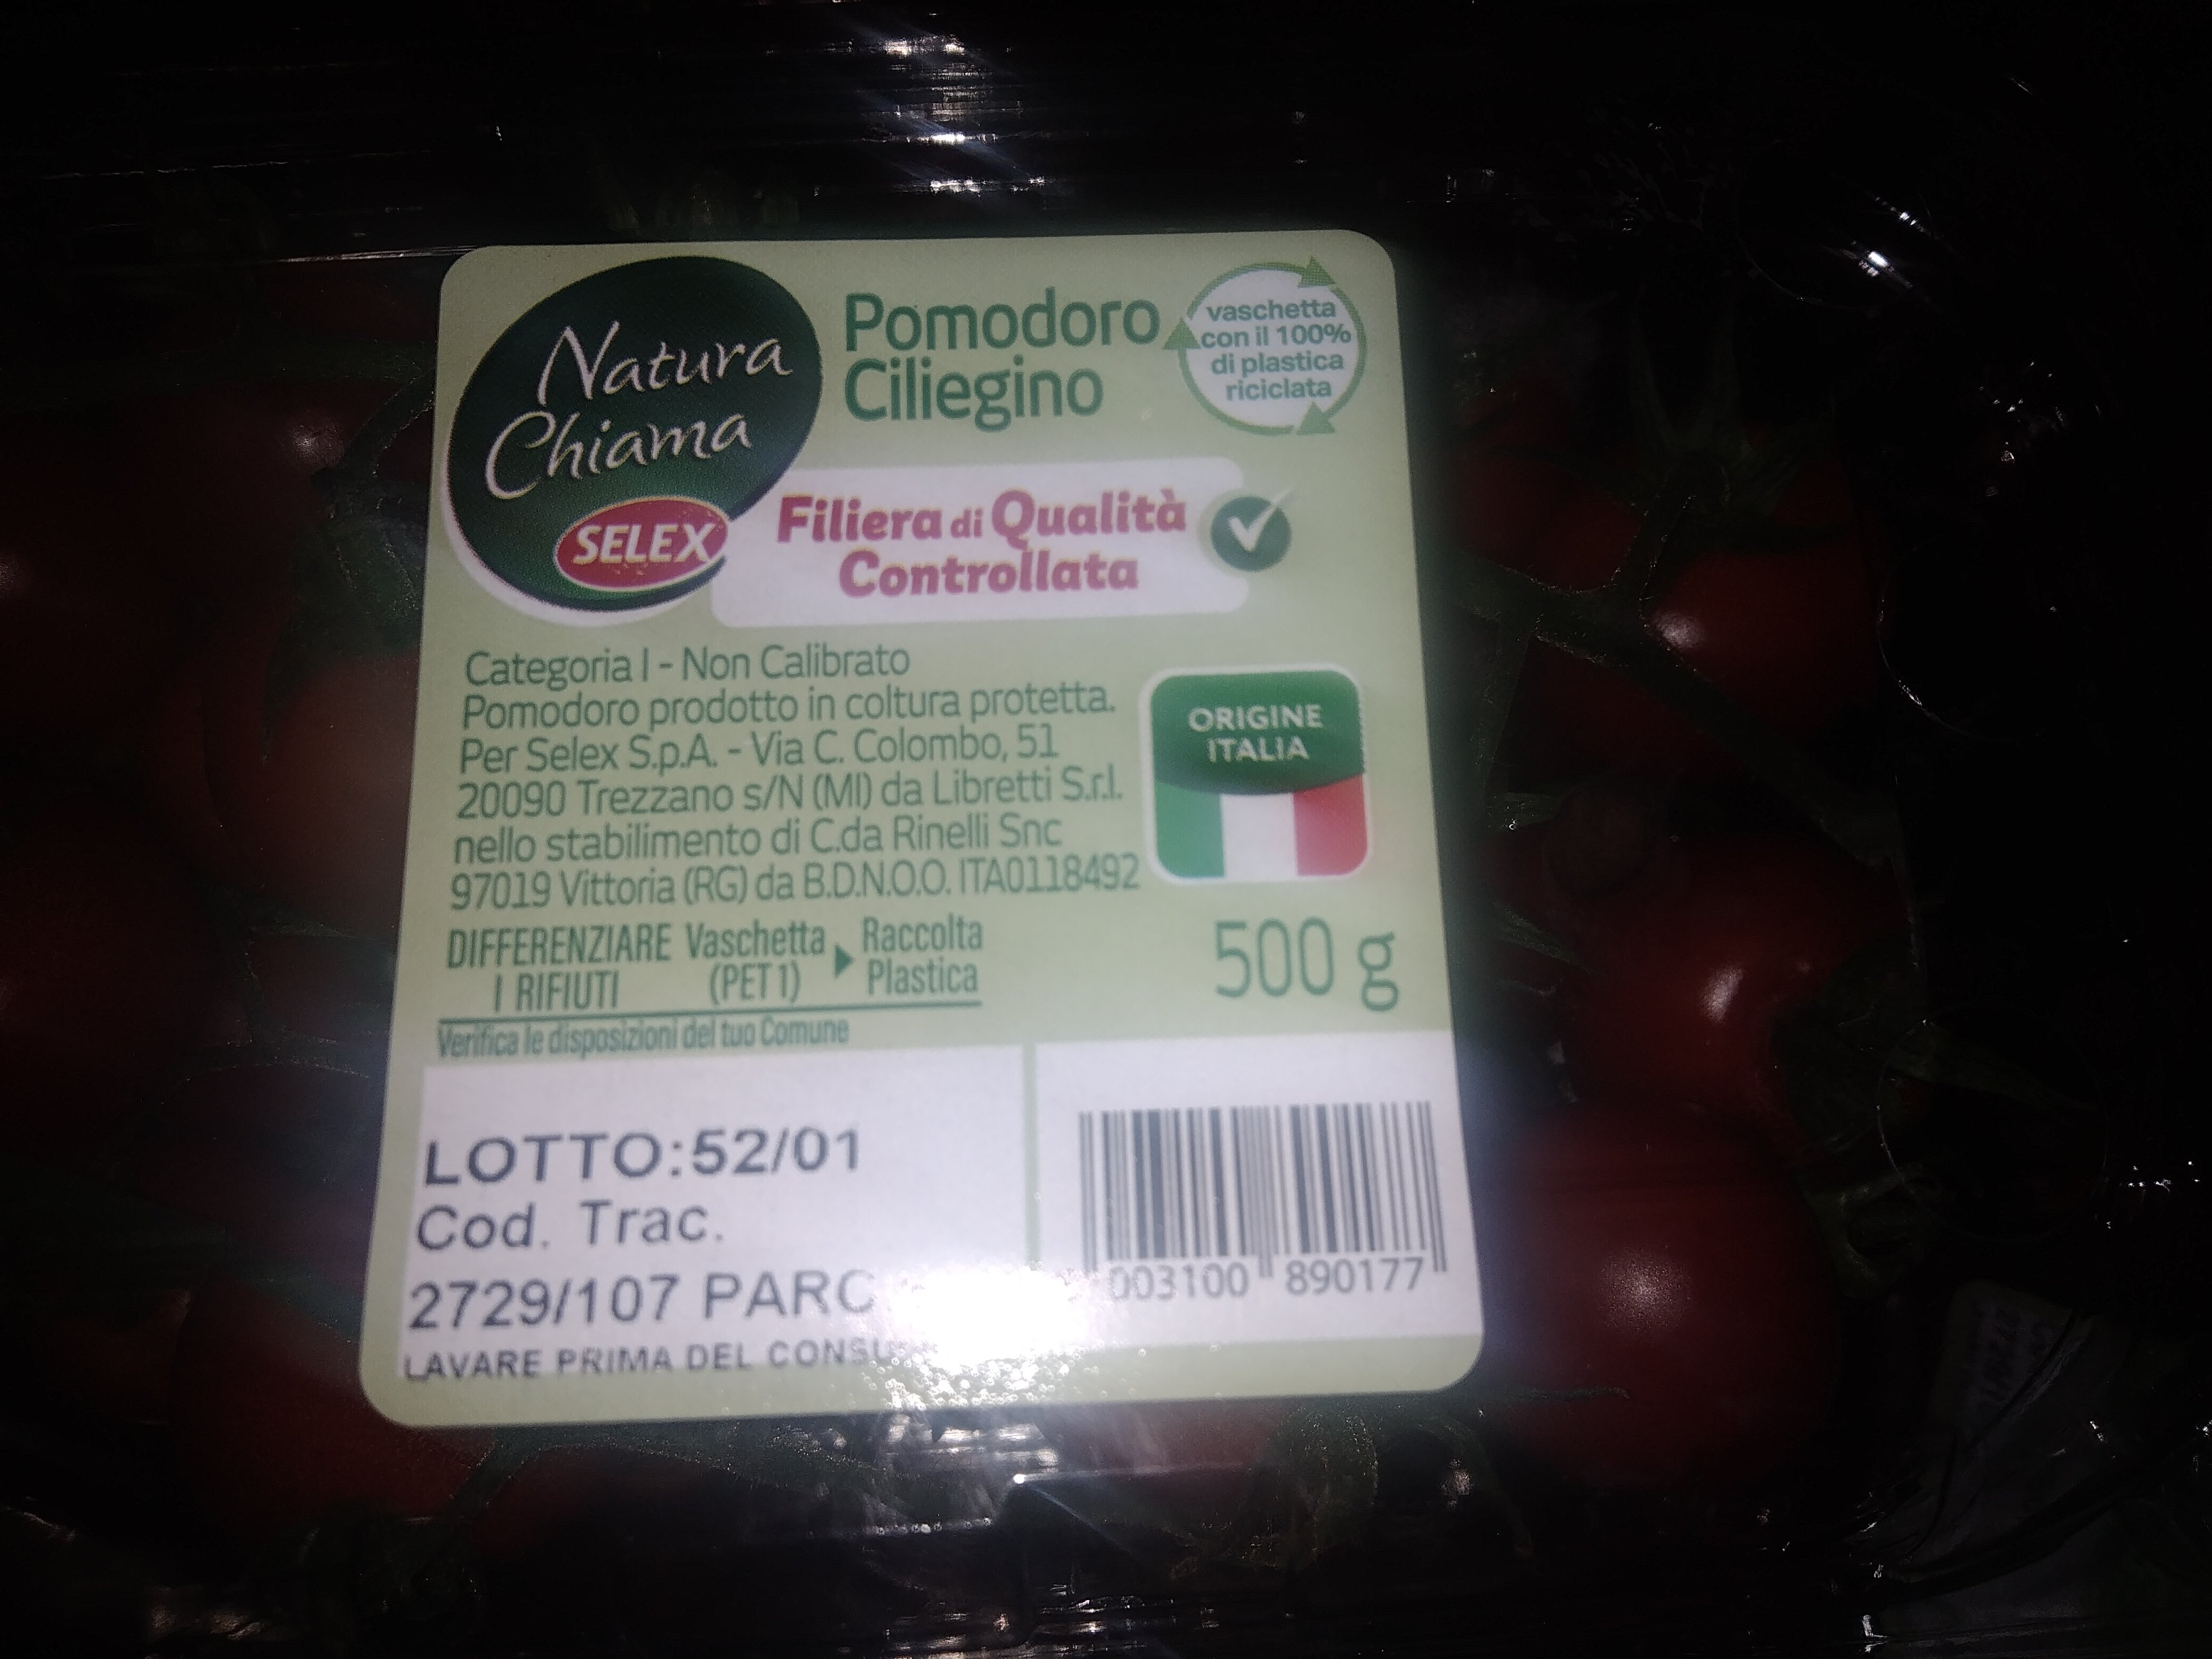 Natura
Chiama
SELEX
Pomodoro
Ciliegino
vaschetta
con il 100%
di plastica
riciclata
Filiera di Qualità
Controllata
Categoria I - Non Calibrato
Pomodoro prodotto in coltura protetta.
Per Selex S.p.A. - Via C. Colombo, 51
20090 Trezzano s/N (MI) da Libretti S.r.l.
nello stabilimento di C.da Rinelli Snc
97019 Vittoria (RG) da B.D.N.O.O. ITA0118492
ORIGINE
ITALIA
DIFFERENZIARE
I RIFIUTI
Vaschetta
(PET 1)
Raccolta
Plastica
Verifica le disposizioni del tuo Comune
500 g
LOTTO:52/01
Cod. Trac.
2729/107 PARC
LAVARE PRIMA DEL
003100 890177